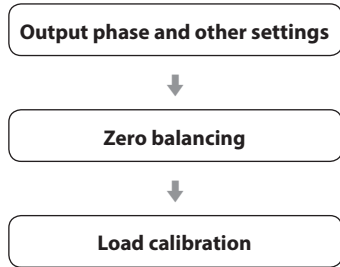 Output phase and other settings
Zero balancing
Load calibration